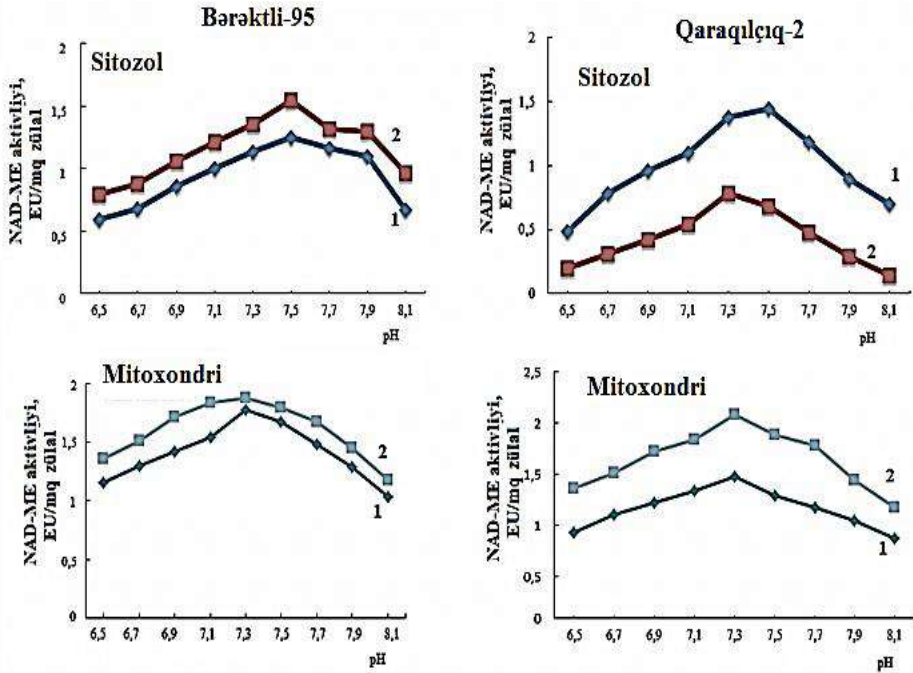 Bərəktli-95
Sitozol
NAD-ME aktivliyi,
EU/mq zülal
2
1,5
1
0,5
0
2
1
6,5 6,7 6,9 7,1 7,3 7,5 7,7 7,9 8,1
pH
Qaraqılçıq-2
Sitozol
NAD-ME aktivliyi,
EU/mq zülal
2
1,5
1
0,5
0
1
2
6,5 6,7 6,9 7,1 7,3 7,5 7,7 7,9 8,1
pH
Mitoxondri
NAD-ME aktivliyi,
EU/mq zülal
2
1,5
1
0,5
0
2
1
6,5 6,7 6,9 7,1 7,3 7,5 7,7 7,9 8,1
pH
Mitoxondri
NAD-ME aktivliyi,
EU/mq zülal
2,5
2
1,5
1
0,5
0
2
1
6,5 6,7 6,9 7,1 7,3 7,5 7,7 7,9 8,1
pH